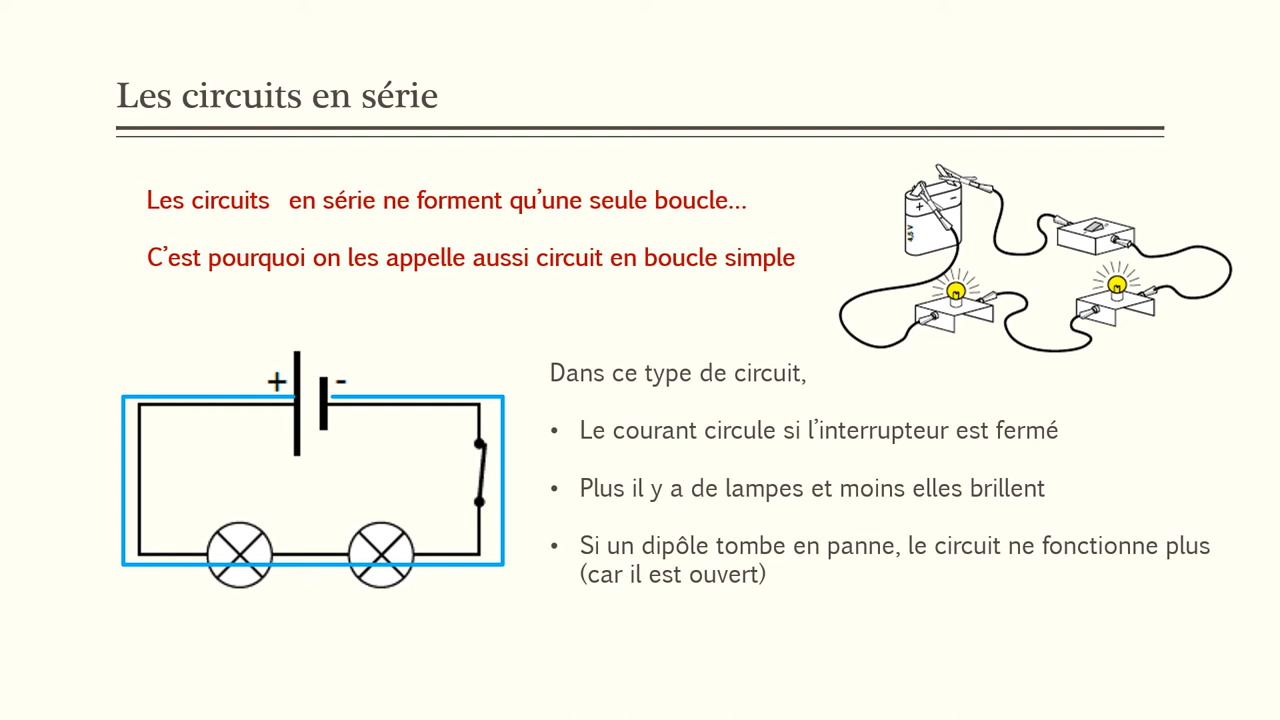 Les circuits en série
Les circuits en série ne forment qu’une seule boucle...
C’est pourquoi on les appelle aussi circuit en boucle simple
+ -
4,5 V
+ -
Dans ce type de circuit,
• Le courant circule si l’interrupteur est fermé
• Plus il y a de lampes et moins elles brillent
• Si un dipôle tombe en panne, le circuit ne fonctionne plus
(car il est ouvert)